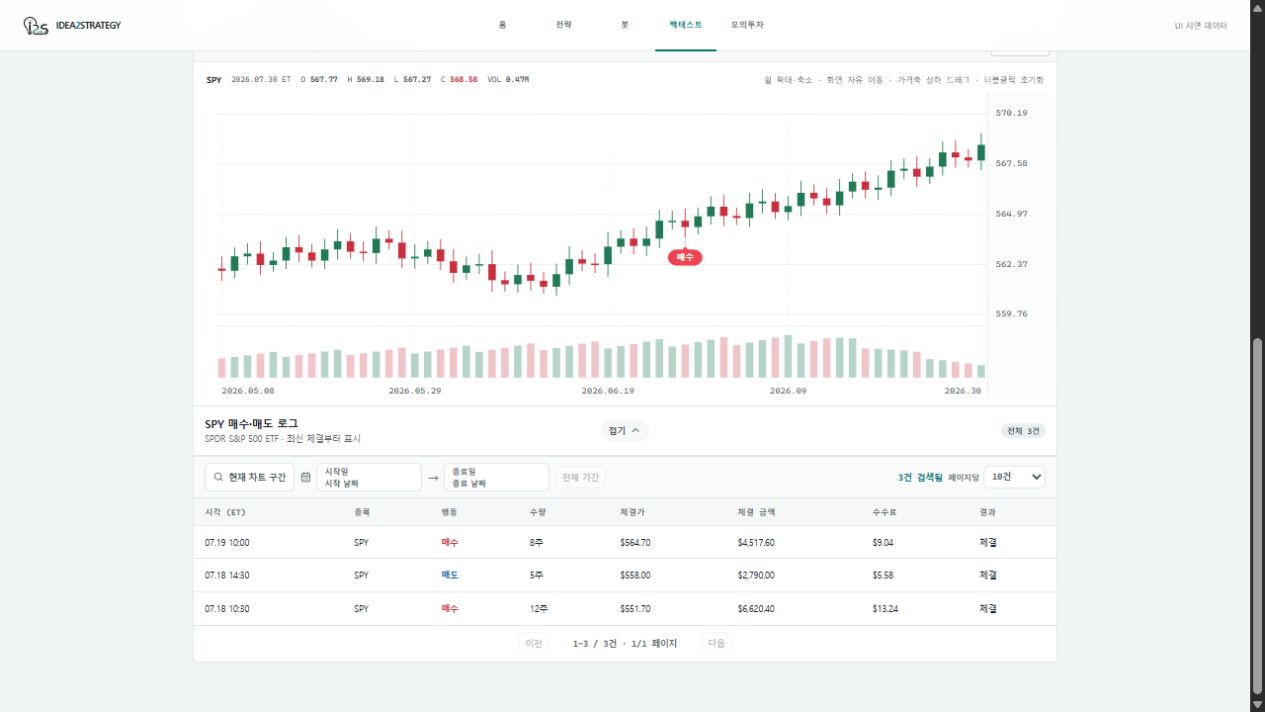 IDEA2STRATEGY
홈 전략 봇 백테스트 모의투자
UI 시연 데이터
SPY 2026.07.30 ET O 567.77 H 569.18 L 567.27 C 568.58 VOL 0.47M
휠 확대·축소 · 화면 자유 이동 · 가격축 상하 드래그 · 더블클릭 초기화
570.19
567.58
564.97
매수
562.37
559.76
2026.05.08 2026.05.29 2026.06.19 2026.09 2026.30
SPY 매수·매도 로그
SPDR S&P 500 ETF · 최신 체결부터 표시
접기
전체 3건
현재 차트 구간
시작일
시작 날짜
→
종료일
종료 날짜
전체 기간
3건 검색됨 페이지당 10건
시각 (ET) 종목 행동 수량 체결가 체결 금액 수수료 결과
07.19 10:00 SPY 매수 8주 $564.70 $4,517.60 $9.04 체결
07.18 14:30 SPY 매도 5주 $558.00 $2,790.00 $5.58 체결
07.18 10:30 SPY 매수 12주 $551.70 $6,620.40 $13.24 체결
이전 1–3 / 3건 · 1/1 페이지 다음